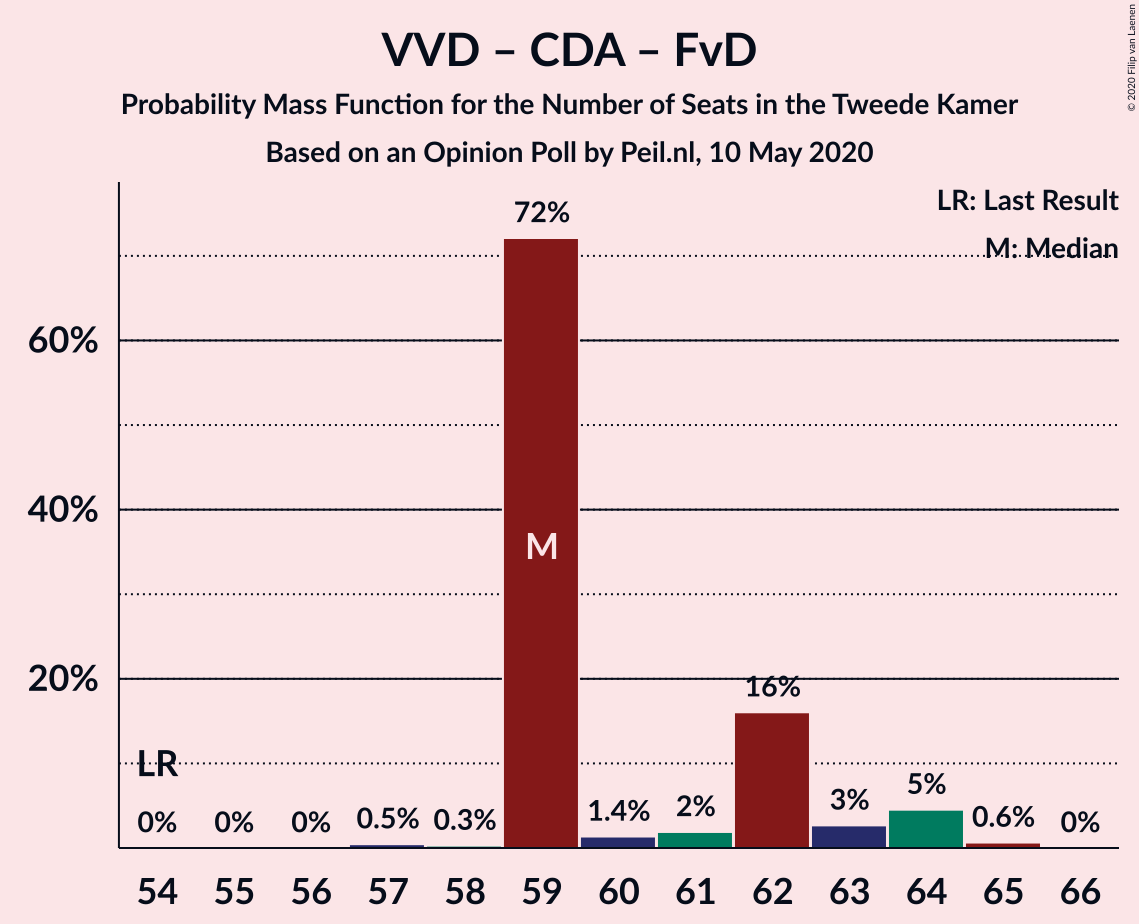 VVD – CDA – FvD
Probability Mass Function for the Number of Seats in the Tweede Kamer
Based on an Opinion Poll by Peil.nl, 10 May 2020
© 2020 Filip van Laenen
LR: Last Result
M: Median
72%
60%
40%
M
20%
16%
LR
0% 0% 0% 0.5% 0.3% 1.4% 2% 3% 5% 0.6% 0%
54 55 56 57 58 59 60 61 62 63 64 65 66